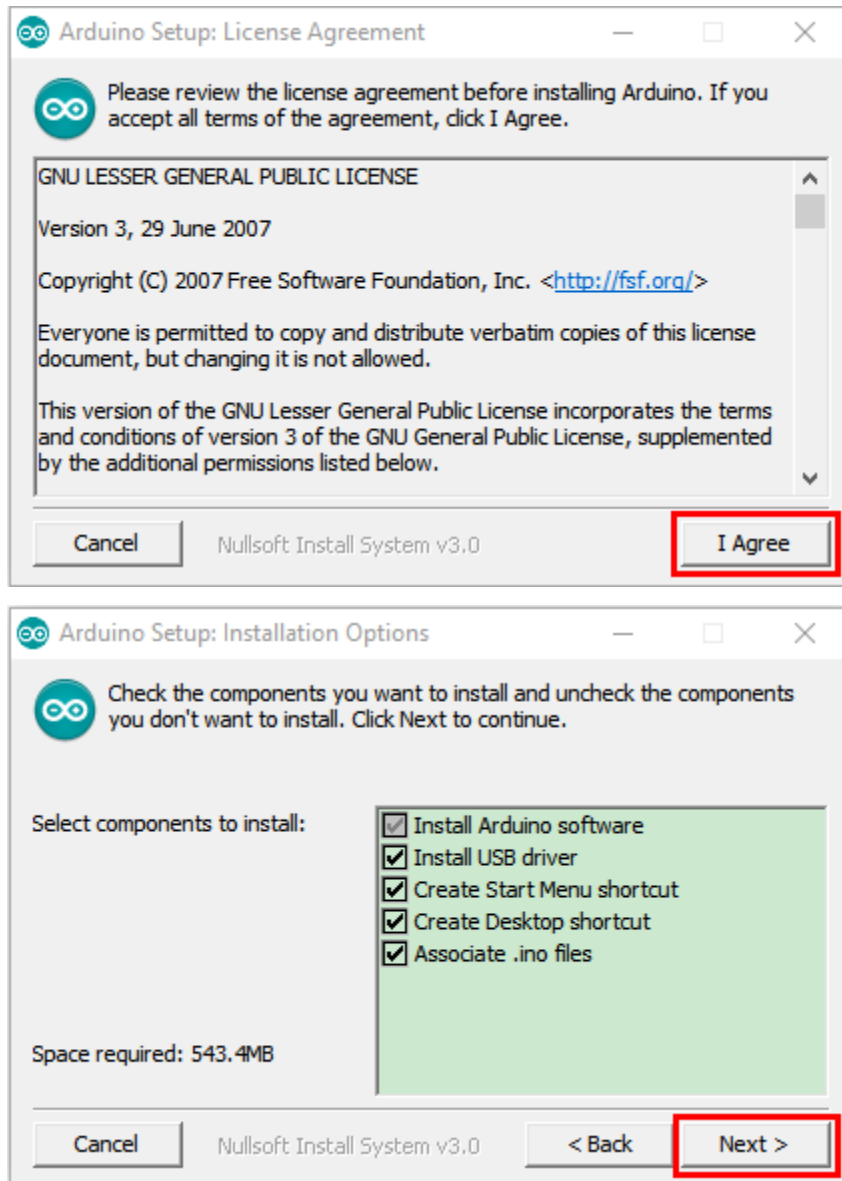 Arduino Setup: License Agreement
Please review the license agreement before installing Arduino. If you
accept all terms of the agreement, click I Agree.
GNU LESSER GENERAL PUBLIC LICENSE
Version 3, 29 June 2007
Copyright (C) 2007 Free Software Foundation, Inc. <http://fsf.org/>
Everyone is permitted to copy and distribute verbatim copies of this license
document, but changing it is not allowed.
This version of the GNU Lesser General Public License incorporates the terms
and conditions of version 3 of the GNU General Public License, supplemented
by the additional permissions listed below.
Cancel Nullsoft Install System v3.0 I Agree
Arduino Setup: Installation Options
Check the components you want to install and uncheck the components
you don't want to install. Click Next to continue.
Select components to install: Install Arduino software
Install USB driver
Create Start Menu shortcut
Create Desktop shortcut
Associate .ino files
Space required: 543.4MB
Cancel Nullsoft Install System v3.0 < Back Next >